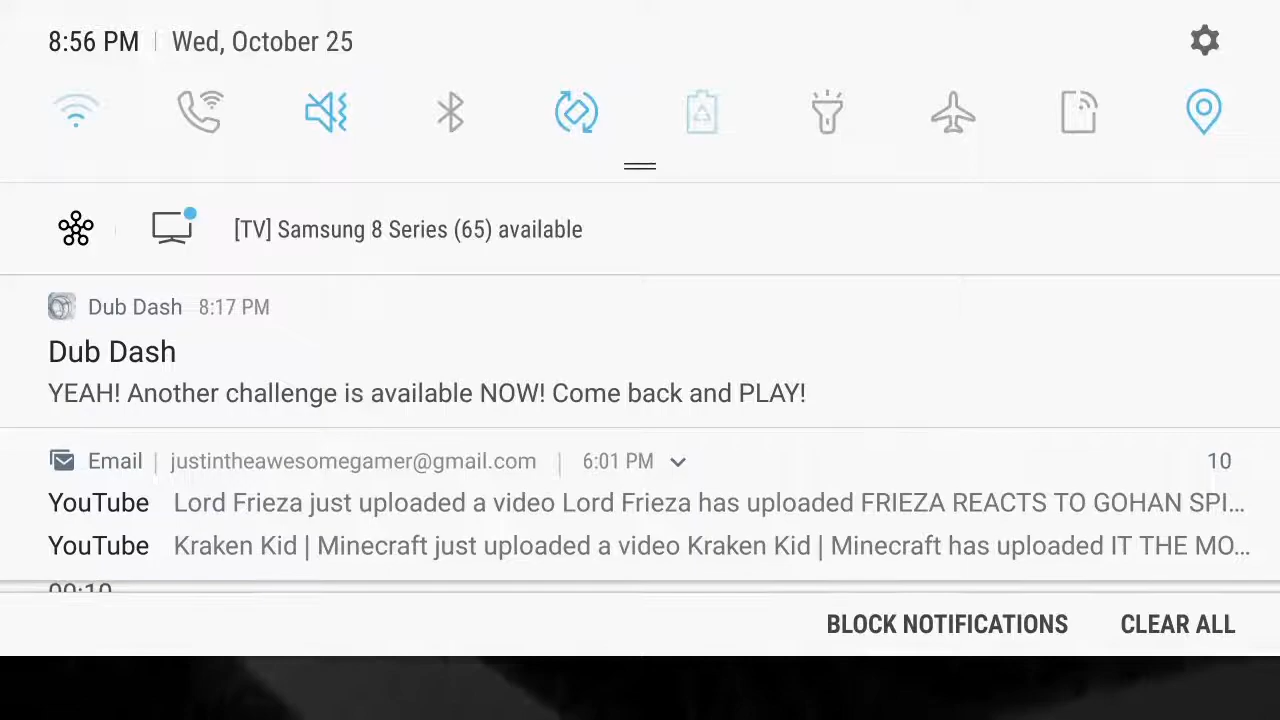 8:56 PM | Wed, October 25
[TV] Samsung 8 Series (65) available
Dub Dash 8:17 PM
Dub Dash
YEAH! Another challenge is available NOW! Come back and PLAY!
Email | justintheawesomegamer@gmail.com | 6:01 PM 10
YouTube Lord Frieza just uploaded a video Lord Frieza has uploaded FRIEZA REACTS TO GOHAN SPI...
YouTube Kraken Kid | Minecraft just uploaded a video Kraken Kid | Minecraft has uploaded IT THE MO...
BLOCK NOTIFICATIONS CLEAR ALL